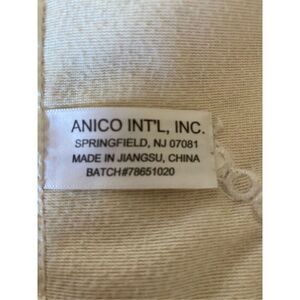 ANICO INT'L, INC.
SPRINGFIELD, NJ 07081
MADE IN JIANGSU, CHINA
BATCH#78651020